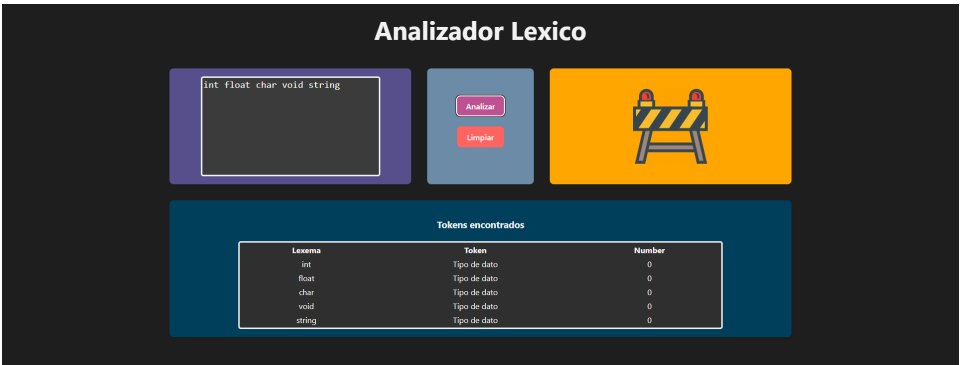 Analizador Lexico
int float char void string
Analizar
Limpiar
Tokens encontrados
Lexema Token Number
int Tipo de dato 0
float Tipo de dato 0
char Tipo de dato 0
void Tipo de dato 0
string Tipo de dato 0